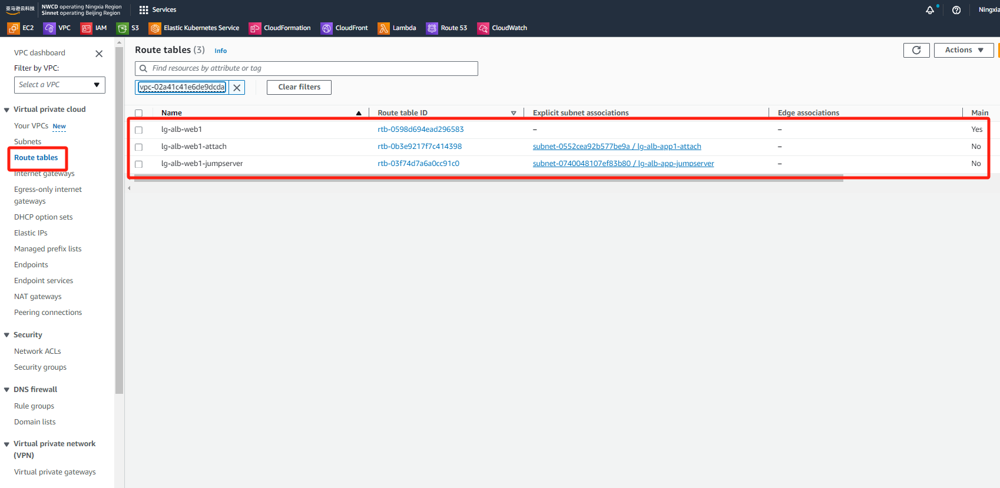 亚马逊云科技
NWCD operating Ningxia Region
Sinnet operating Beijing Region
Services
Ningxia
EC2 VPC IAM S3 Elastic Kubernetes Service CloudFormation CloudFront Lambda Route 53 CloudWatch
VPC dashboard
Filter by VPC:
Select a VPC
Virtual private cloud
Your VPCs New
Subnets
Route tables
Internet gateways
Egress-only internet
gateways
DHCP option sets
Elastic IPs
Managed prefix lists
Endpoints
Endpoint services
NAT gateways
Peering connections
Security
Network ACLs
Security groups
DNS firewall
Rule groups
Domain lists
Virtual private network
(VPN)
Virtual private gateways
Route tables (3) Info
Actions
Find resources by attribute or tag
vpc-02a41c41e6de9dcda
Clear filters
Name Route table ID Explicit subnet associations Edge associations Main
lg-alb-web1 rtb-0598d694ead296583 – – Yes
lg-alb-web1-attach rtb-0b3e9217f7c414398 subnet-0552cea92b577be9a / lg-alb-app1-attach – No
lg-alb-web1-jumpserver rtb-03f74d7a6a0cc91c0 subnet-0740048107ef83b80 / lg-alb-app-jumpserver – No